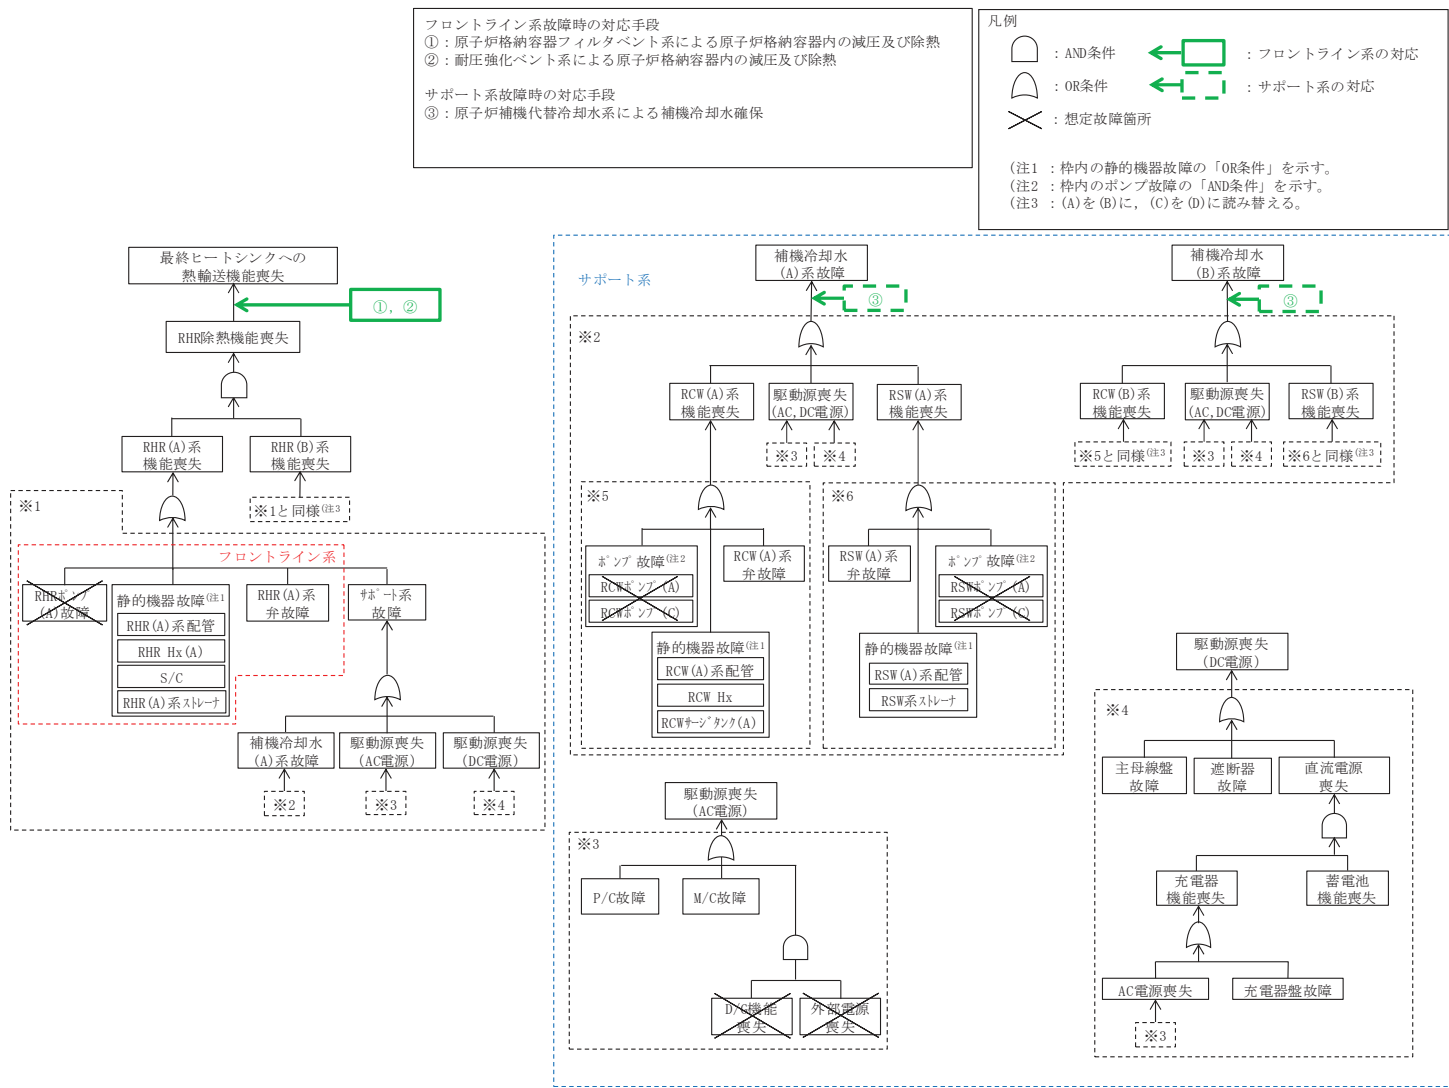 フロントライン系故障時の対応手段
①：原子炉格納容器フィルタベント系による原子炉格納容器内の減圧及び除熱
②：耐圧強化ベント系による原子炉格納容器内の減圧及び除熱
サポート系故障時の対応手段
③：原子炉補機代替冷却水系による補機冷却水確保
凡例
：AND条件
：フロントライン系の対応
：OR条件
：サポート系の対応
：想定故障箇所
(注1 ：枠内の静的機器故障の「OR条件」を示す。
(注2 ：枠内のポンプ故障の「AND条件」を示す。
(注3 ：(A)を(B)に，(C)を(D)に読み替える。
最終ヒートシンクへの
熱輸送機能喪失
①，②
RHR除熱機能喪失
RHR(A)系
機能喪失
RHR(B)系
機能喪失
※1
※1と同様(注3
フロントライン系
RHRﾎﾟﾝﾌﾟ
(A)故障
静的機器故障(注1
RHR(A)系配管
RHR Hx(A)
S/C
RHR(A)系ストレーナ
RHR(A)系
弁故障
ｻﾎﾟｰﾄ系
故障
補機冷却水
(A)系故障
駆動源喪失
(AC電源)
駆動源喪失
(DC電源)
※2
※3
※4
サポート系
補機冷却水
(A)系故障
③
補機冷却水
(B)系故障
③
※2
RCW(A)系
機能喪失
駆動源喪失
(AC,DC電源)
RSW(A)系
機能喪失
※3
※4
RCW(B)系
機能喪失
駆動源喪失
(AC,DC電源)
RSW(B)系
機能喪失
※5と同様(注3
※3
※4
※6と同様(注3
※5
ﾎﾟﾝﾌﾟ故障(注2
RCWﾎﾟﾝﾌﾟ(A)
RCWﾎﾟﾝﾌﾟ(C)
RCW(A)系
弁故障
静的機器故障(注1
RCW(A)系配管
RCW Hx
RCWｻｰｼﾞﾀﾝｸ(A)
※6
RSW(A)系
弁故障
ﾎﾟﾝﾌﾟ故障(注2
RSWﾎﾟﾝﾌﾟ(A)
RSWﾎﾟﾝﾌﾟ(C)
静的機器故障(注1
RSW(A)系配管
RSW系ストレーナ
駆動源喪失
(AC電源)
※3
P/C故障
M/C故障
D/G機能
喪失
外部電源
喪失
駆動源喪失
(DC電源)
※4
主母線盤
故障
遮断器
故障
直流電源
喪失
充電器
機能喪失
蓄電池
機能喪失
AC電源喪失
充電器盤故障
※3